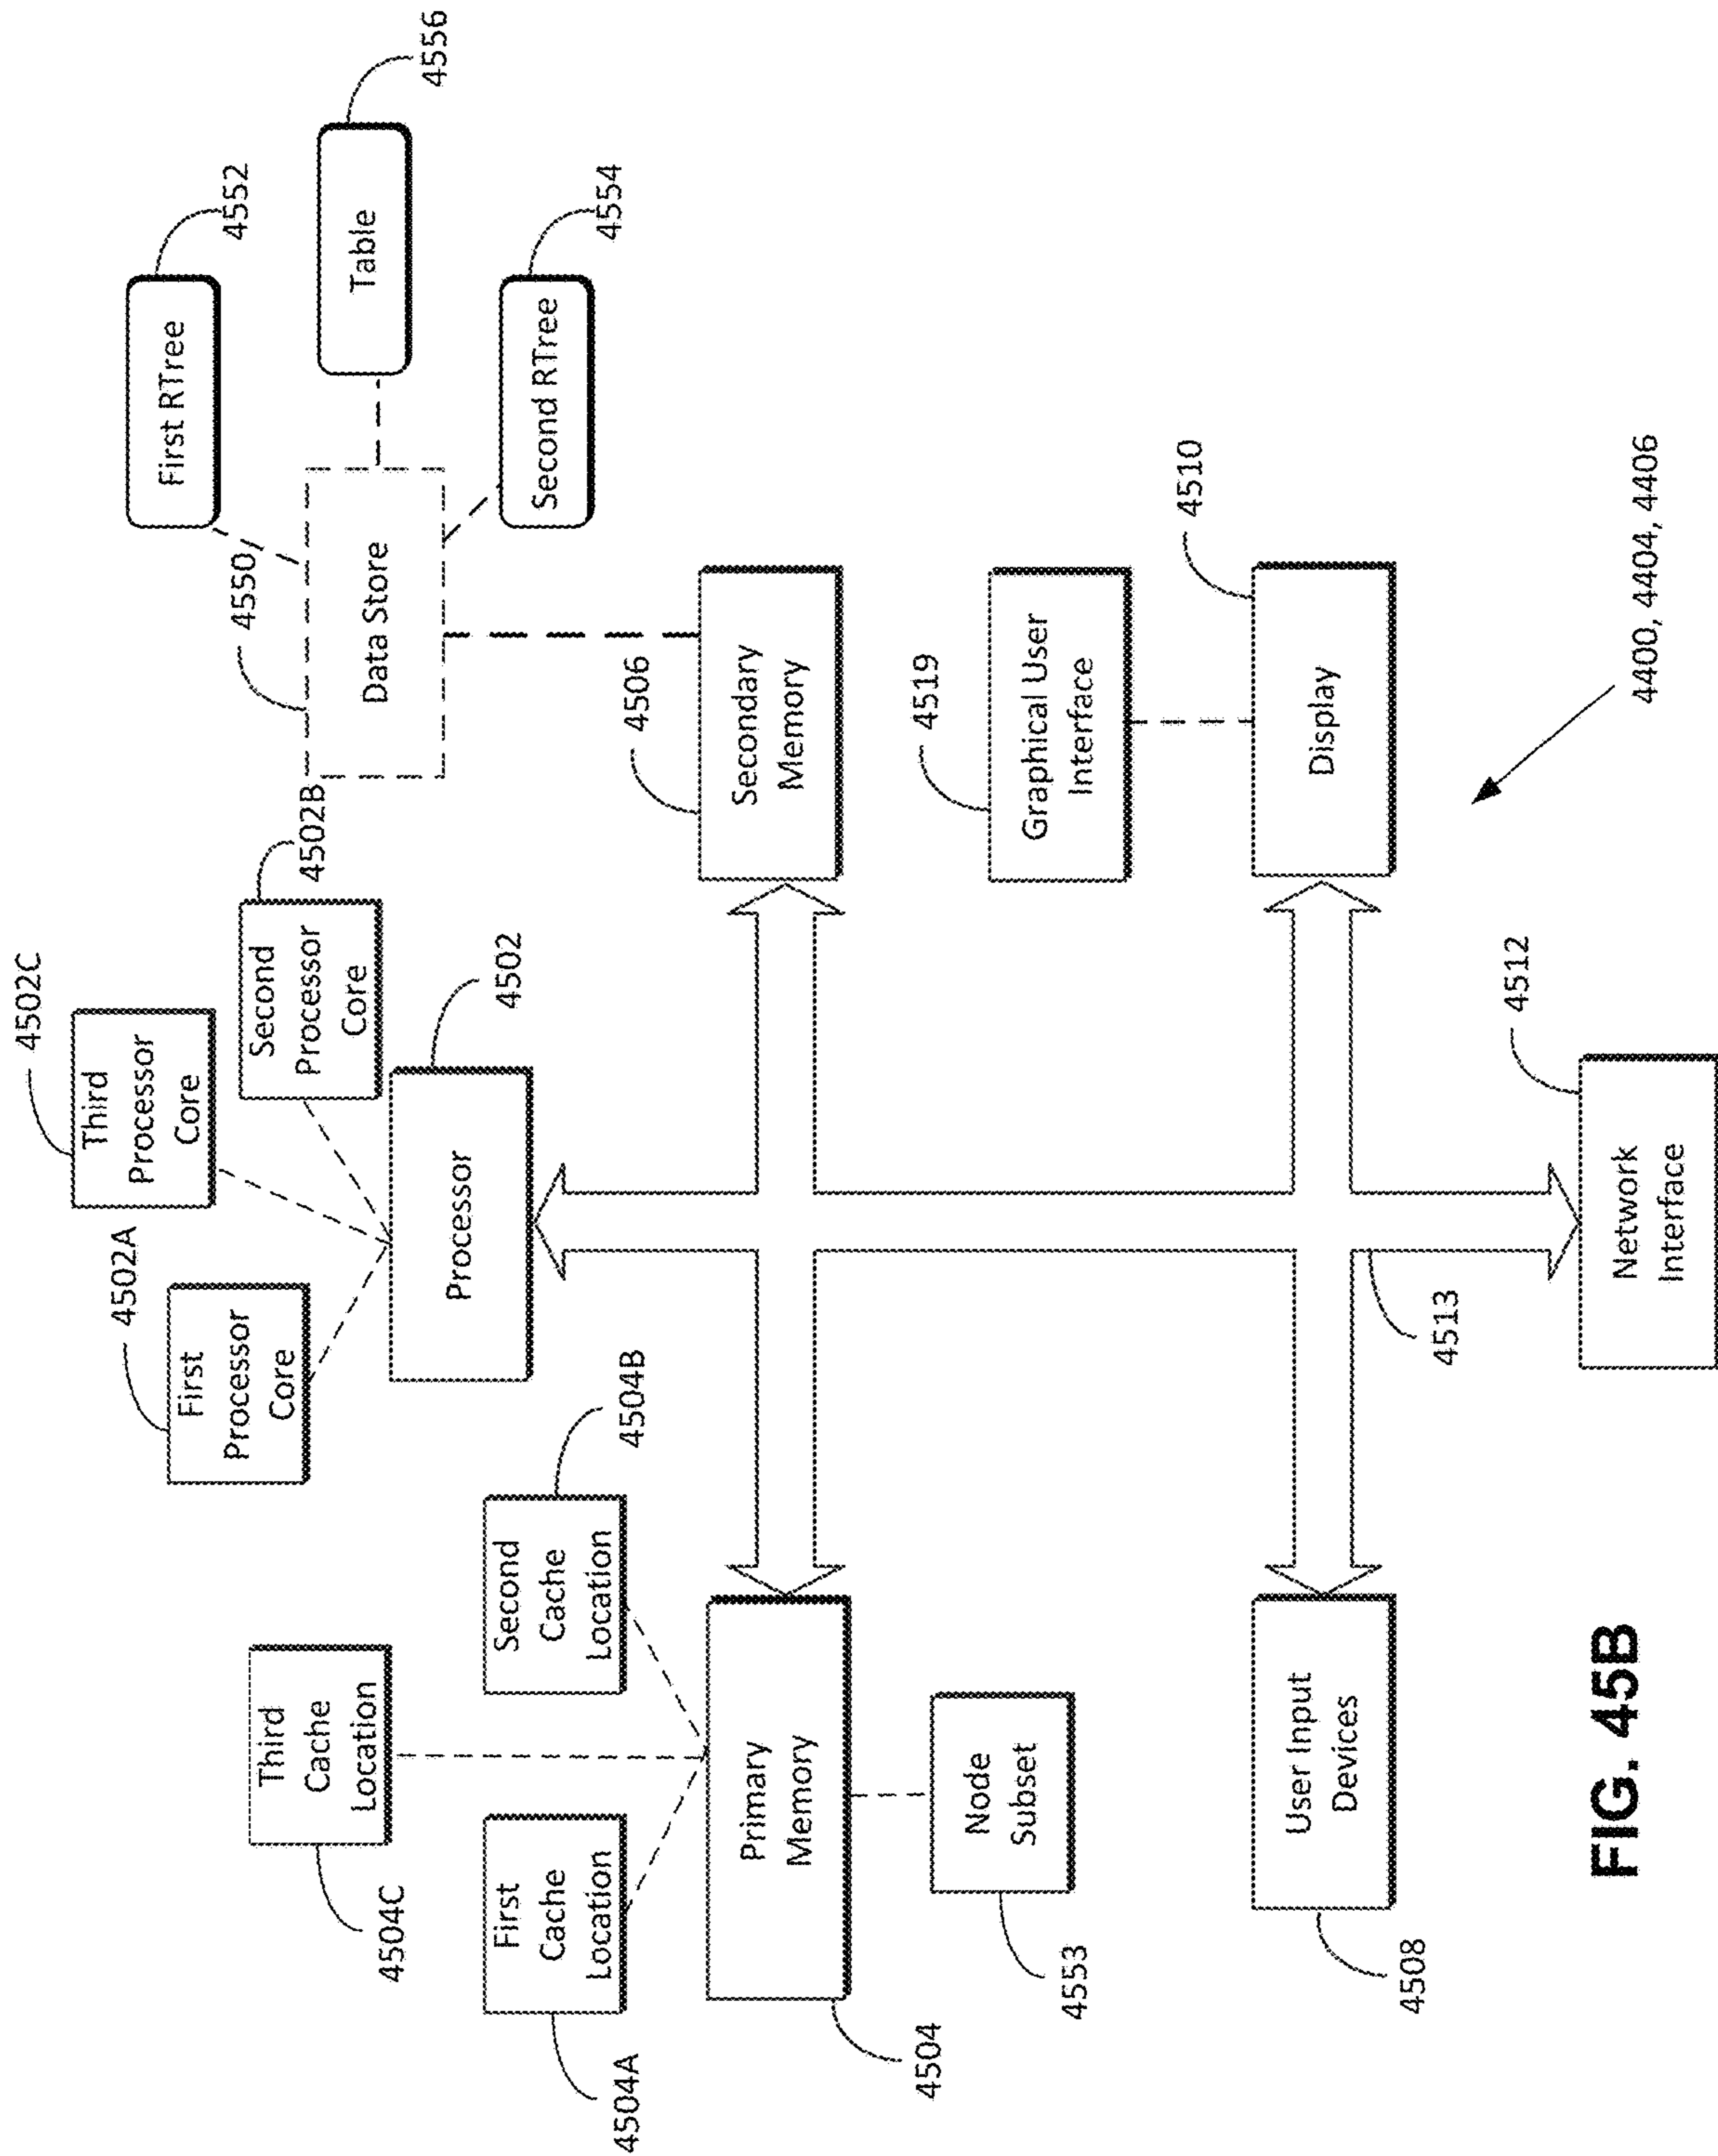 4502C
Third
Processor
Core
4502A
First
Processor
Core
4502B
Second
Processor
Core
4502
Processor
4552
First RTree
4556
Table
4554
Second RTree
4550
Data Store
4504C
Third
Cache
Location
4504A
First
Cache
Location
4504B
Second
Cache
Location
4504
Primary
Memory
4506
Secondary
Memory
4553
Node
Subset
4519
Graphical User
Interface
4508
User Input
Devices
4510
Display
4513
4512
Network
Interface
4400, 4404, 4406
FIG. 45B